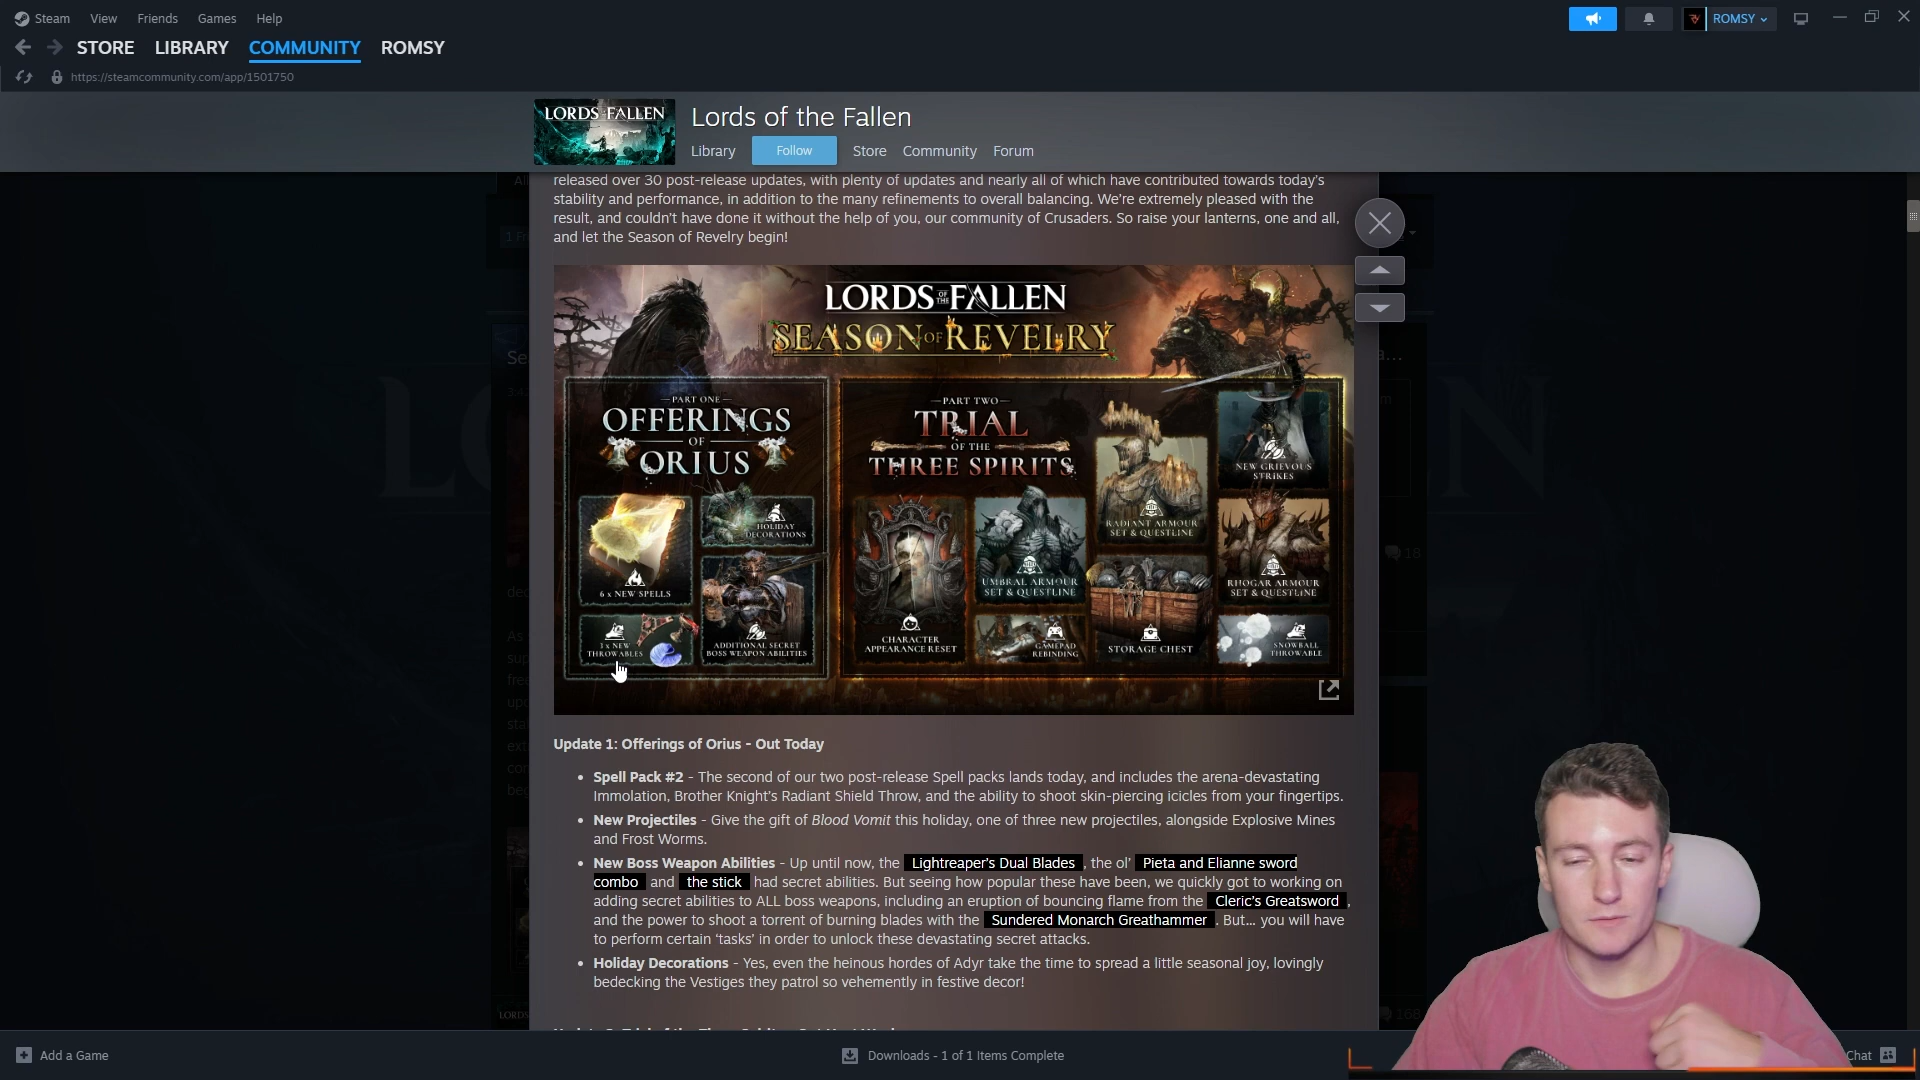 Steam View Friends Games Help
ROMSY
STORE LIBRARY COMMUNITY ROMSY
https://steamcommunity.com/app/1501750
LORDS OF THE FALLEN
Lords of the Fallen
Library Follow Store Community Forum
released over 30 post-release updates, with plenty of updates and nearly all of which have contributed towards today's
stability and performance, in addition to the many refinements to overall balancing. We're extremely pleased with the
result, and couldn't have done it without the help of you, our community of Crusaders. So raise your lanterns, one and all,
and let the Season of Revelry begin!
LORDS OF THE FALLEN
SEASON OF REVELRY
PART ONE
OFFERINGS
OF
ORIUS
6 x NEW SPELLS
HOLIDAY
DECORATIONS
3 x NEW
THROWABLES
ADDITIONAL SECRET
BOSS WEAPON ABILITIES
PART TWO
TRIAL
OF THE
THREE SPIRITS
CHARACTER
APPEARANCE RESET
UMBRAL ARMOUR
SET & QUESTLINE
GAMEPAD
REBINDING
RADIANT ARMOUR
SET & QUESTLINE
STORAGE CHEST
NEW GRIEVOUS
STRIKES
RHOGAR ARMOUR
SET & QUESTLINE
SNOWBALL
THROWABLE
Update 1: Offerings of Orius - Out Today
• Spell Pack #2 - The second of our two post-release Spell packs lands today, and includes the arena-devastating
Immolation, Brother Knight's Radiant Shield Throw, and the ability to shoot skin-piercing icicles from your fingertips.
• New Projectiles - Give the gift of Blood Vomit this holiday, one of three new projectiles, alongside Explosive Mines
and Frost Worms.
• New Boss Weapon Abilities - Up until now, the Lightreaper's Dual Blades , the ol' Pieta and Elianne sword
combo and the stick had secret abilities. But seeing how popular these have been, we quickly got to working on
adding secret abilities to ALL boss weapons, including an eruption of bouncing flame from the Cleric's Greatsword ,
and the power to shoot a torrent of burning blades with the Sundered Monarch Greathammer . But... you will have
to perform certain 'tasks' in order to unlock these devastating secret attacks.
• Holiday Decorations - Yes, even the heinous hordes of Adyr take the time to spread a little seasonal joy, lovingly
bedecking the Vestiges they patrol so vehemently in festive decor!
18
168
Add a Game
Downloads - 1 of 1 Items Complete
Chat